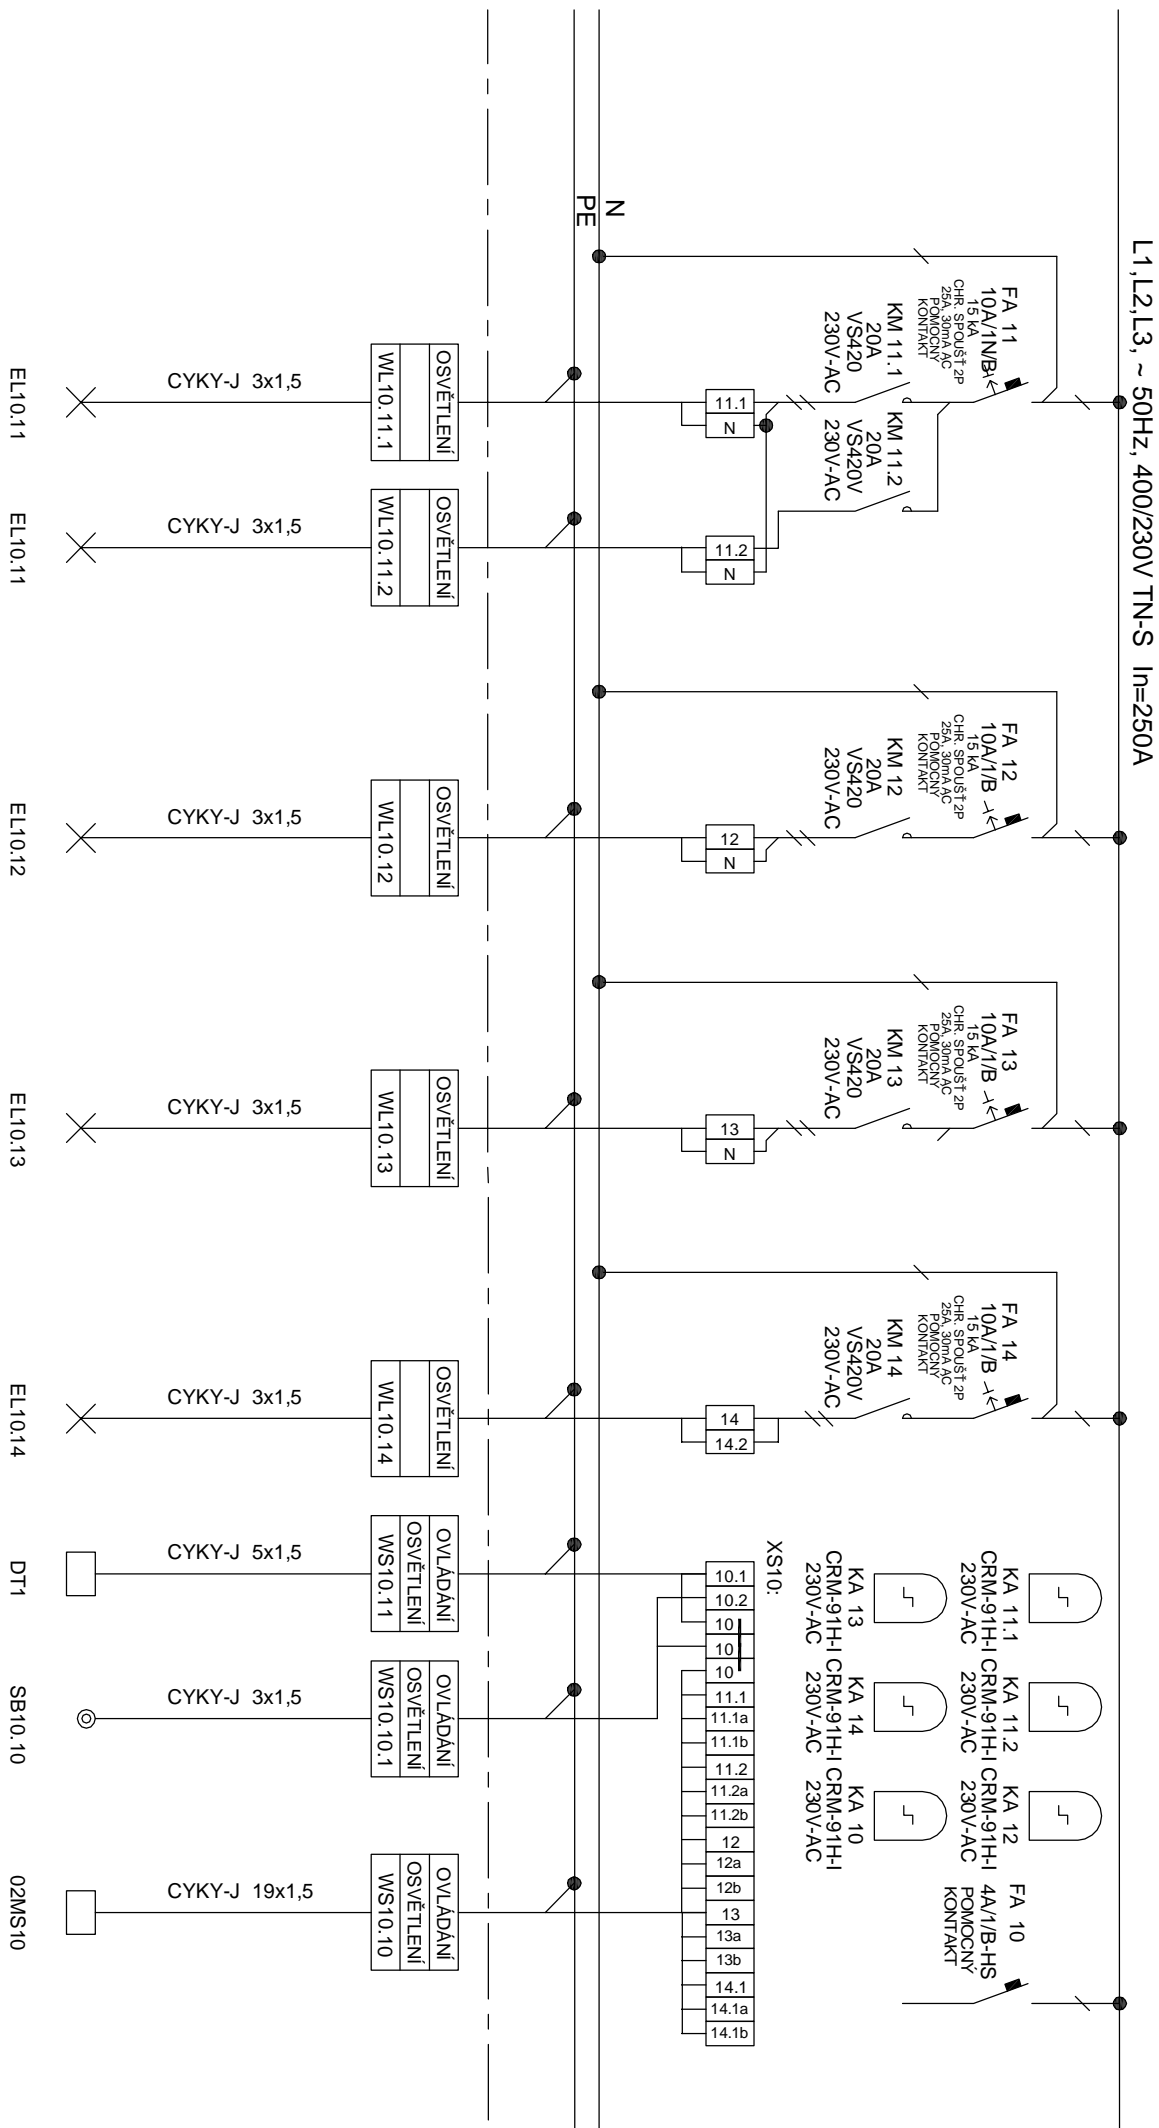 L1,L2,L3, ~ 50Hz, 400/230V TN-S In=250A
N
PE
FA 11
10A/1N/B
15 kA
CHR. SPOUŠŤ 2P
25A, 30mA AC
POMOCNÝ
KONTAKT
KM 11.1
20A
VS420
230V-AC
KM 11.2
20A
VS420V
230V-AC
FA 12
10A/1/B
15 kA
CHR. SPOUŠŤ 2P
25A, 30mA AC
POMOCNÝ
KONTAKT
KM 12
20A
VS420
230V-AC
FA 13
10A/1/B
15 kA
CHR. SPOUŠŤ 2P
25A, 30mA AC
POMOCNÝ
KONTAKT
KM 13
20A
VS420
230V-AC
FA 14
10A/1/B
15 kA
CHR. SPOUŠŤ 2P
25A, 30mA AC
POMOCNÝ
KONTAKT
KM 14
20A
VS420V
230V-AC
KA 11.1
CRM-91H-I
230V-AC
KA 11.2
CRM-91H-I
230V-AC
KA 12
CRM-91H-I
230V-AC
KA 13
CRM-91H-I
230V-AC
KA 14
CRM-91H-I
230V-AC
KA 10
CRM-91H-I
230V-AC
FA 10
4A/1/B-HS
POMOCNÝ
KONTAKT
11.1
N
11.2
N
12
N
13
N
14
14.2
XS10:
10.1
10.2
10
10
10
11.1
11.1a
11.1b
11.2
11.2a
11.2b
12
12a
12b
13
13a
13b
14.1
14.1a
14.1b
OSVĚTLENÍ
WL10.11.1
OSVĚTLENÍ
WL10.11.2
OSVĚTLENÍ
WL10.12
OSVĚTLENÍ
WL10.13
OSVĚTLENÍ
WL10.14
OVLÁDÁNÍ
OSVĚTLENÍ
WS10.11
OVLÁDÁNÍ
OSVĚTLENÍ
WS10.10.1
OVLÁDÁNÍ
OSVĚTLENÍ
WS10.10
CYKY-J 3x1,5
CYKY-J 3x1,5
CYKY-J 3x1,5
CYKY-J 3x1,5
CYKY-J 3x1,5
CYKY-J 5x1,5
CYKY-J 3x1,5
CYKY-J 19x1,5
EL10.11
EL10.11
EL10.12
EL10.13
EL10.14
DT1
SB10.10
02MS10